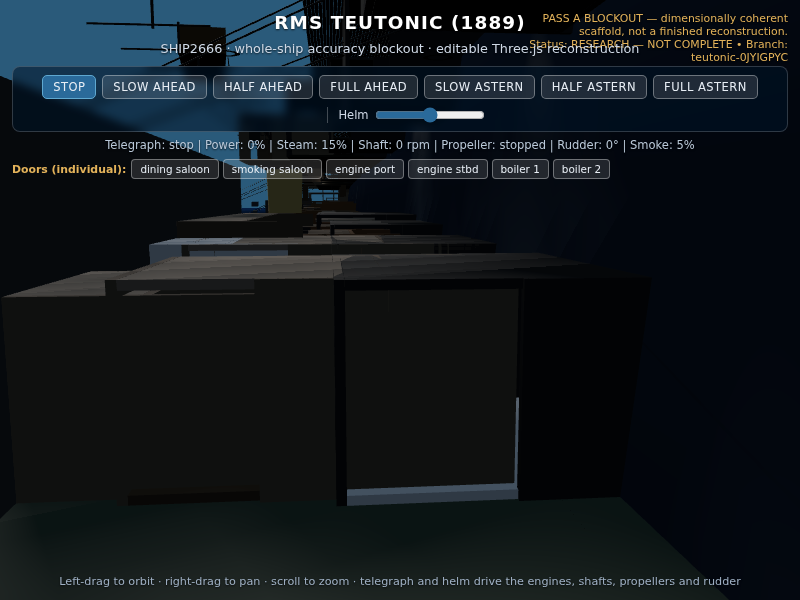 RMS TEUTONIC (1889)
SHIP2666 · whole-ship accuracy blockout · editable Three.js reconstruction
PASS A BLOCKOUT — dimensionally coherent
scaffold, not a finished reconstruction.
Status: RESEARCH — NOT COMPLETE • Branch:
teutonic-0JYIGPYC
STOP
SLOW AHEAD
HALF AHEAD
FULL AHEAD
SLOW ASTERN
HALF ASTERN
FULL ASTERN
Helm
Telegraph: stop | Power: 0% | Steam: 15% | Shaft: 0 rpm | Propeller: stopped | Rudder: 0° | Smoke: 5%
Doors (individual):
dining saloon
smoking saloon
engine port
engine stbd
boiler 1
boiler 2
Left-drag to orbit · right-drag to pan · scroll to zoom · telegraph and helm drive the engines, shafts, propellers and rudder